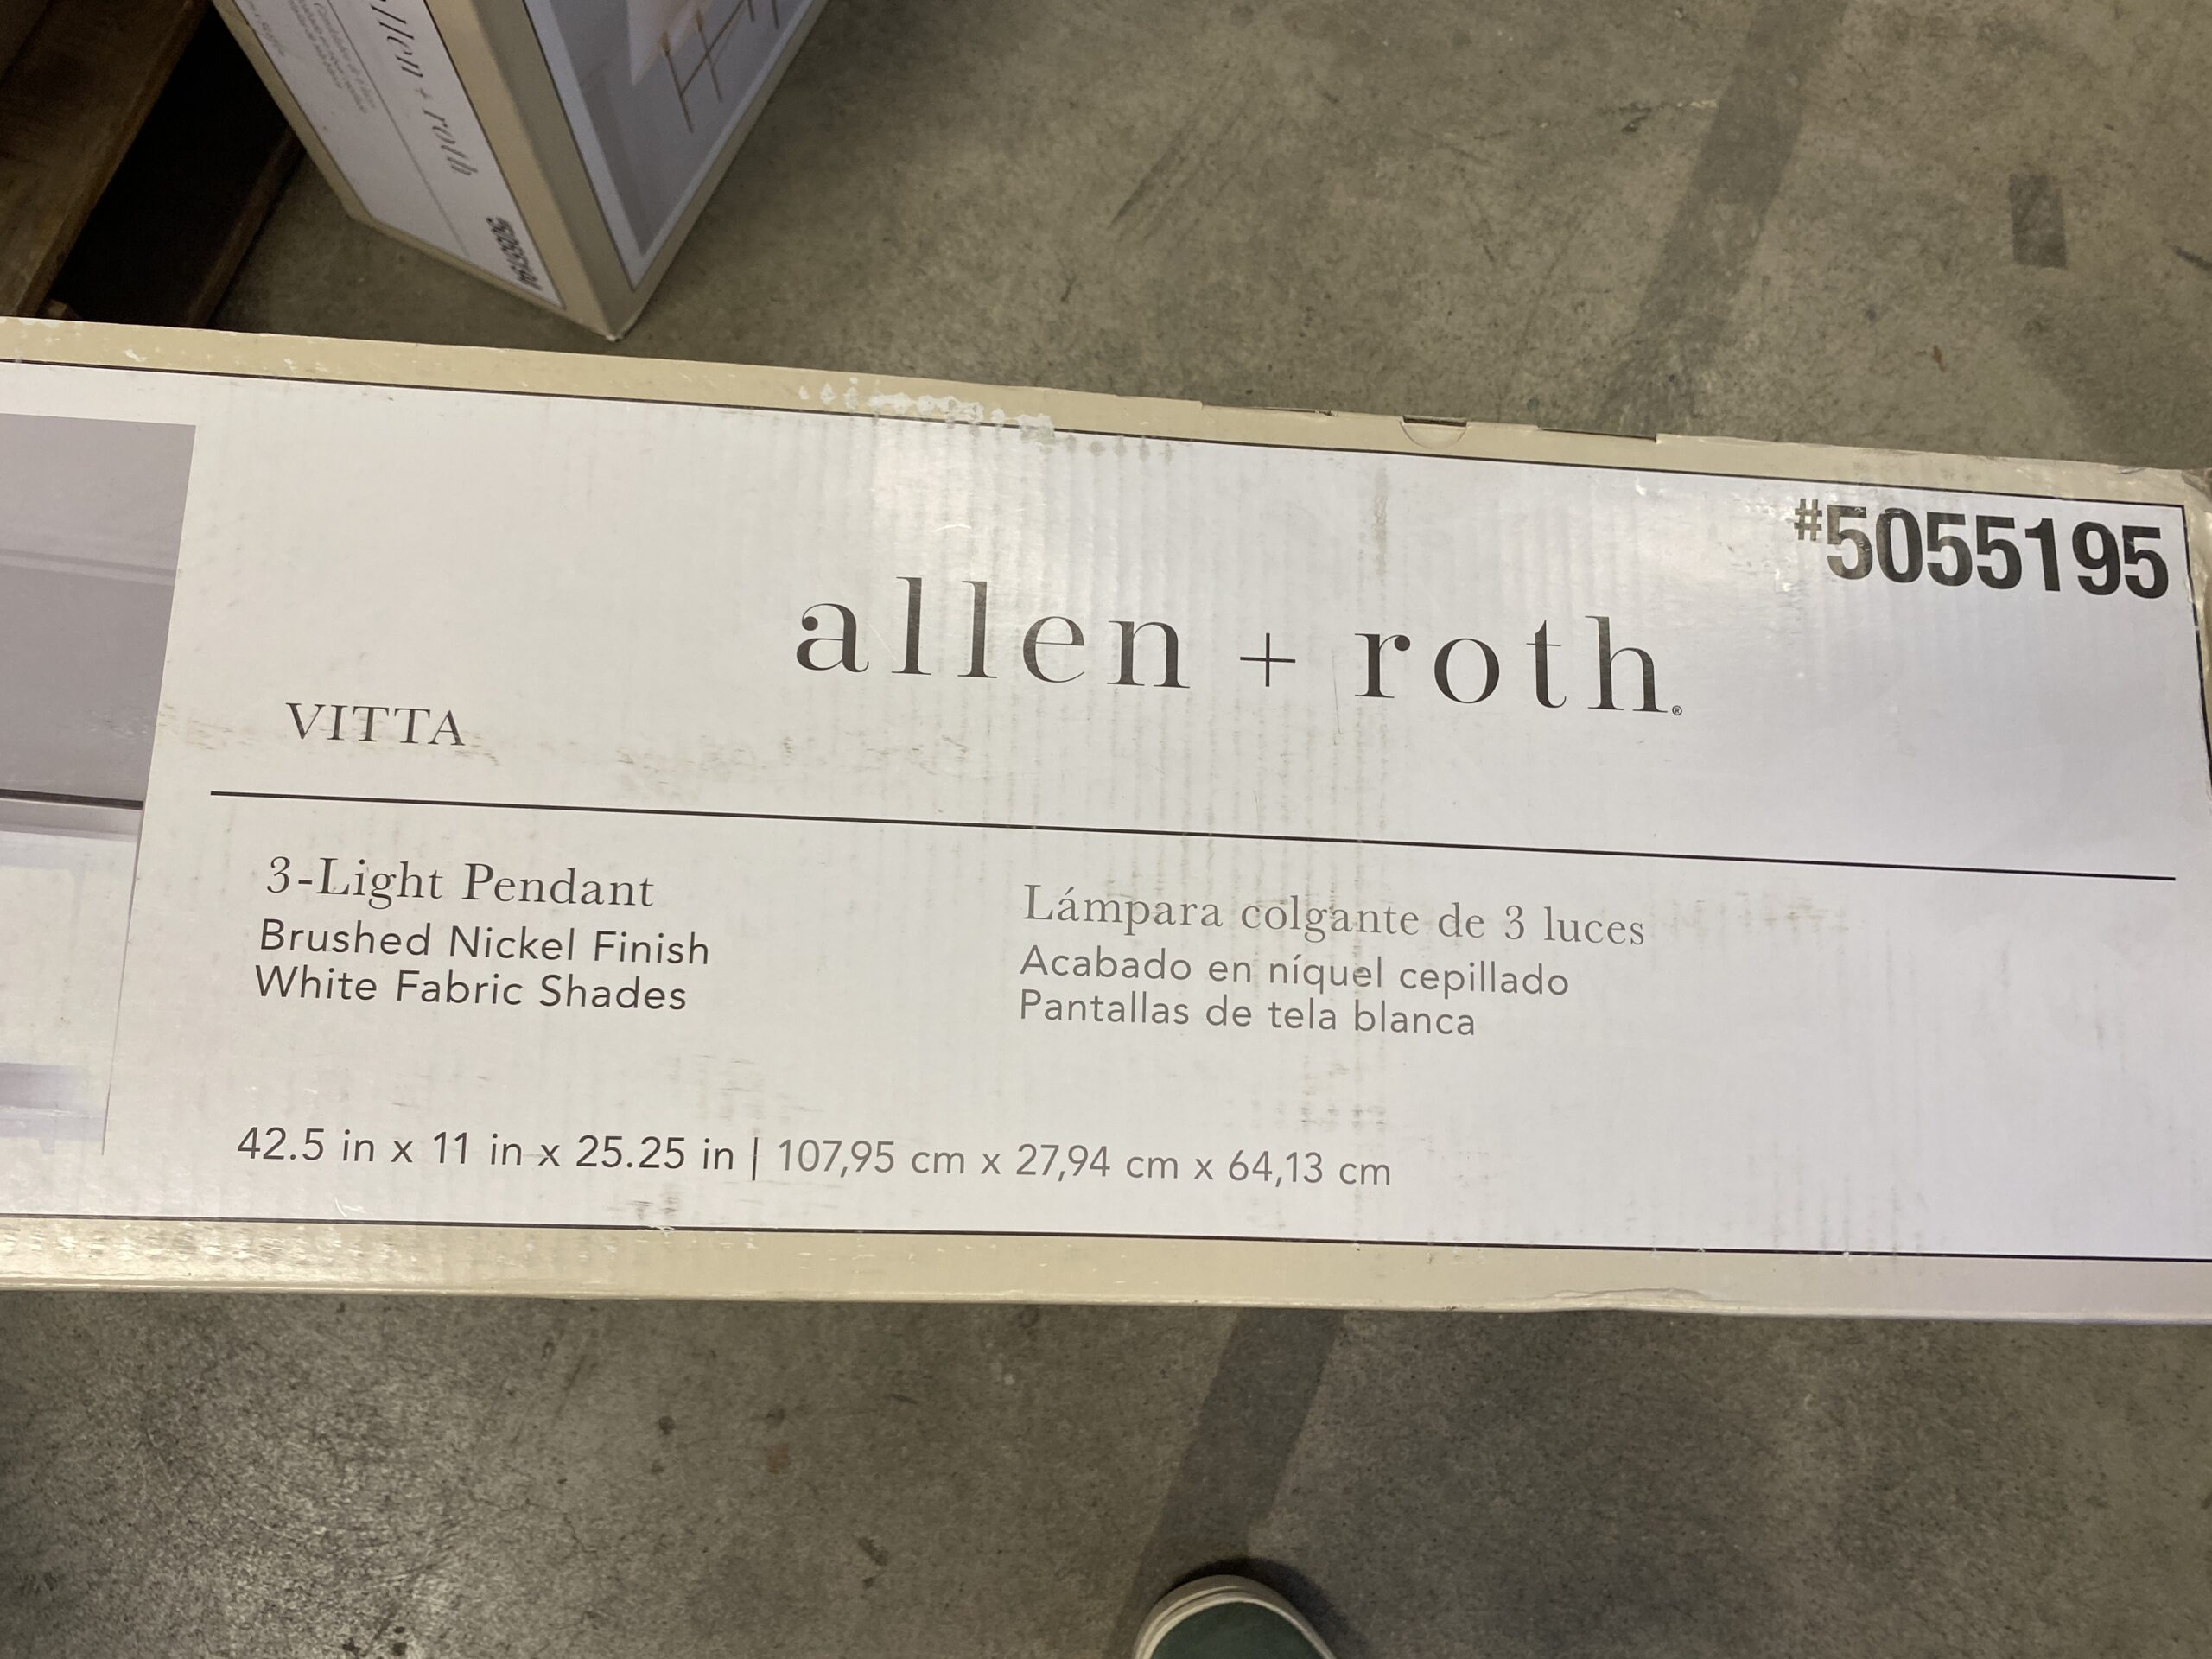 allen + roth
#5055195
allen + roth®
VITTA
3-Light Pendant
Brushed Nickel Finish
White Fabric Shades
Lámpara colgante de 3 luces
Acabado en níquel cepillado
Pantallas de tela blanca
42.5 in x 11 in x 25.25 in | 107,95 cm x 27,94 cm x 64,13 cm